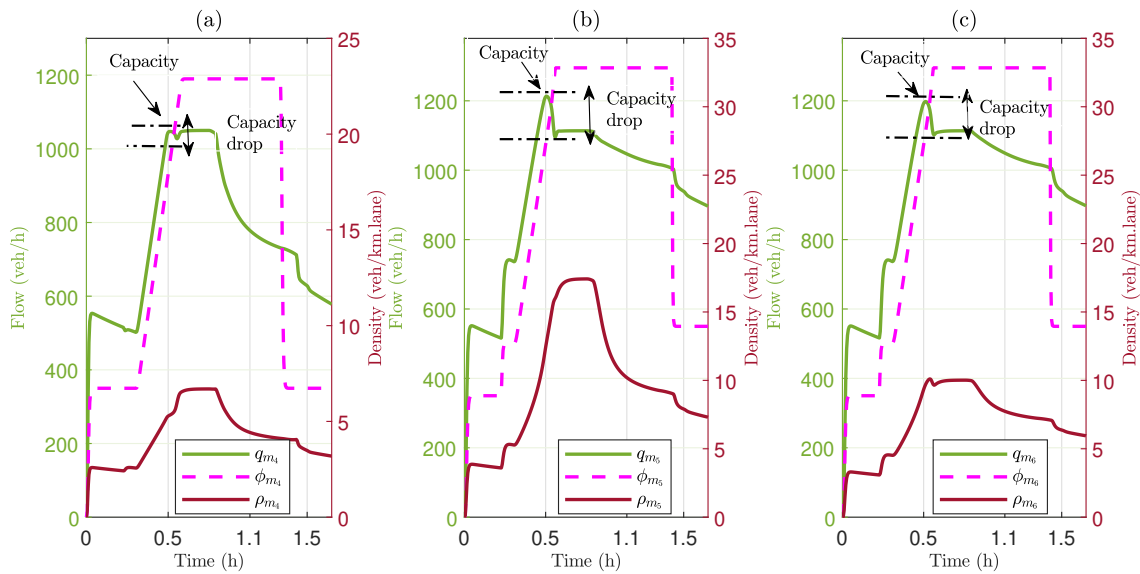 (a)
Flow (veh/h)
1200
1000
800
600
400
200
0
25
20
15
10
5
0
Density (veh/km.lane)
Capacity
Capacity
drop
q_{m_4}
ϕ_{m_4}
ρ_{m_4}
0
0.5
1.1
1.5
Time (h)
(b)
Flow (veh/h)
1200
1000
800
600
400
200
0
35
30
25
20
15
10
5
0
Density (veh/km.lane)
Capacity
Capacity
drop
q_{m_5}
ϕ_{m_5}
ρ_{m_5}
0
0.5
1.1
1.5
Time (h)
(c)
Flow (veh/h)
1200
1000
800
600
400
200
0
35
30
25
20
15
10
5
0
Density (veh/km.lane)
Capacity
Capacity
drop
q_{m_6}
ϕ_{m_6}
ρ_{m_6}
0
0.5
1.1
1.5
Time (h)